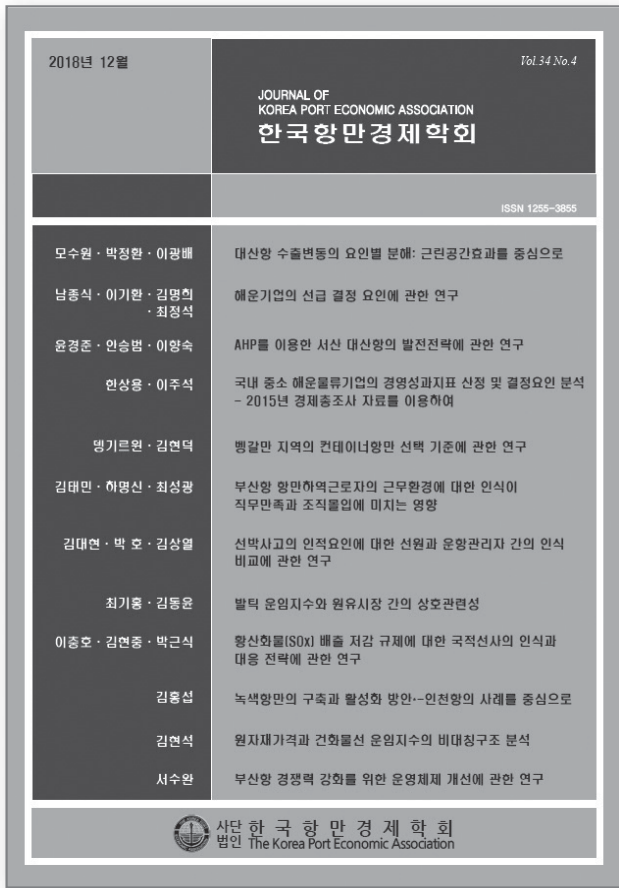 2018년 12월
Vol.34 No.4
JOURNAL OF
KOREA PORT ECONOMIC ASSOCIATION
한국항만경제학회
ISSN 1255-3855
모수원 · 박정환 · 이광배
대산항 수출변동의 요인별 분해: 근린공간효과를 중심으로
남종식 · 이기환 · 김명희
· 최정석
해운기업의 선급 결정 요인에 관한 연구
윤경준 · 안승범 · 이향숙
AHP를 이용한 서산 대산항의 발전전략에 관한 연구
한상용 · 이주석
국내 중소 해운물류기업의 경영성과지표 산정 및 결정요인 분석
- 2015년 경제총조사 자료를 이용하여
뎅기르원 · 김현덕
벵갈만 지역의 컨테이너항만 선택 기준에 관한 연구
김태민 · 하명신 · 최성광
부산항 항만하역근로자의 근무환경에 대한 인식이
직무만족과 조직몰입에 미치는 영향
김대현 · 박 호 · 김상열
선박사고의 인적요인에 대한 선원과 운항관리자 간의 인식
비교에 관한 연구
최기홍 · 김동윤
발틱 운임지수와 원유시장 간의 상호관련성
이충호 · 김현중 · 박근식
황산화물(SOx) 배출 저감 규제에 대한 국적선사의 인식과
대응 전략에 관한 연구
김홍섭
녹색항만의 구축과 활성화 방안·-인천항의 사례를 중심으로
김현석
원자재가격과 건화물선 운임지수의 비대칭구조 분석
서수완
부산항 경쟁력 강화를 위한 운영체제 개선에 관한 연구
사단 한국항만경제학회
법인 The Korea Port Economic Association